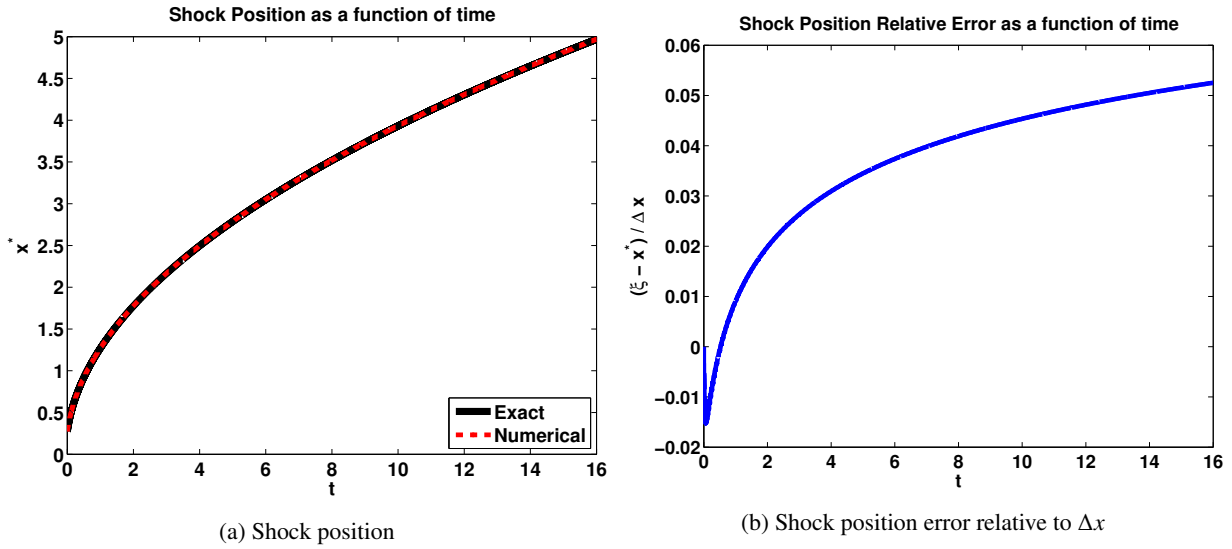 Shock Position as a function of time
5
4.5
4
3.5
3
2.5
2
1.5
1
0.5
0
x*
0 2 4 6 8 10 12 14 16
t
Exact
Numerical
(a) Shock position
Shock Position Relative Error as a function of time
0.06
0.05
0.04
0.03
0.02
0.01
0
−0.01
−0.02
(ξ − x*) / Δ x
0 2 4 6 8 10 12 14 16
t
(b) Shock position error relative to Δx